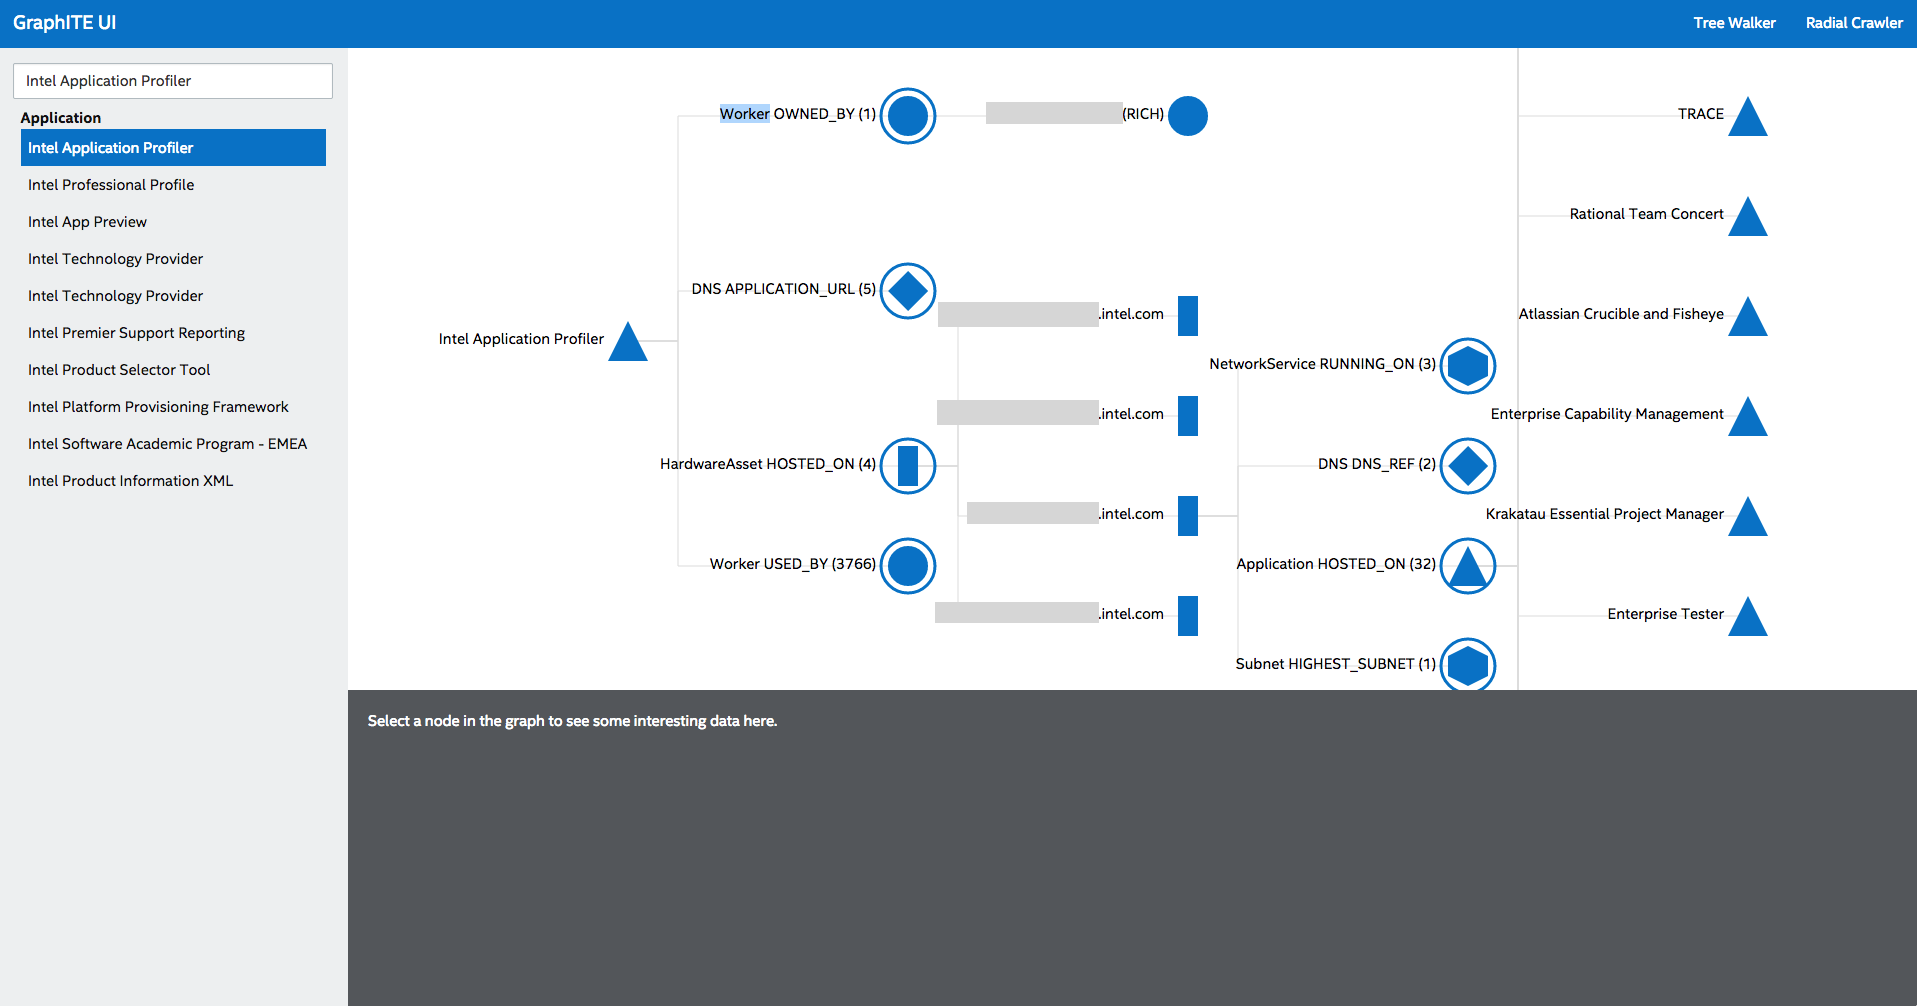 GraphITE UI
Tree Walker
Radial Crawler
Intel Application Profiler
Application
Intel Application Profiler
Intel Professional Profile
Intel App Preview
Intel Technology Provider
Intel Technology Provider
Intel Premier Support Reporting
Intel Product Selector Tool
Intel Platform Provisioning Framework
Intel Software Academic Program - EMEA
Intel Product Information XML
Intel Application Profiler
Worker OWNED_BY (1)
DNS APPLICATION_URL (5)
HardwareAsset HOSTED_ON (4)
Worker USED_BY (3766)
(RICH)
.intel.com
.intel.com
.intel.com
.intel.com
NetworkService RUNNING_ON (3)
DNS DNS_REF (2)
Application HOSTED_ON (32)
Subnet HIGHEST_SUBNET (1)
TRACE
Rational Team Concert
Atlassian Crucible and Fisheye
Enterprise Capability Management
Krakatau Essential Project Manager
Enterprise Tester
Select a node in the graph to see some interesting data here.